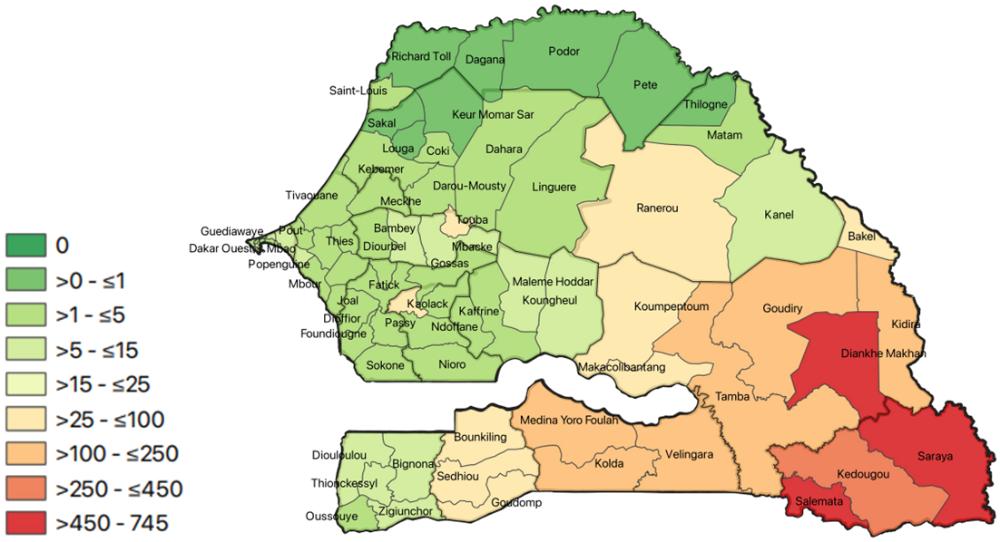 Richard Toll
Dagana
Podor
Pete
Saint-Louis
Thilogne
Sakal
Keur Momar Sar
Matam
Louga
Coki
Dahara
Kebemer
Darou-Mousty
Linguere
Tivaouane
Meckhe
Ranerou
Kanel
Touba
Guediawaye
Pout
Bambey
Bakel
Thies
Diourbel
Mbacke
Dakar Ouest
Mbao
Popenguine
Gossas
Mbour
Fatick
Maleme Hoddar
Joal
Kaolack
Koungheul
Koumpentoum
Goudiry
Kaffrine
Dioffior
Passy
Ndoffane
Kidira
Foundiougne
Diankhe Makhan
Sokone
Nioro
Makacolibantang
Tamba
Medina Yoro Foulah
Bounkiling
Diouloulou
Velingara
Saraya
Bignona
Kolda
Sedhiou
Kedougou
Thionckessyl
Goudomp
Salemata
Zigiunchor
Oussouye
0
>0 - ≤1
>1 - ≤5
>5 - ≤15
>15 - ≤25
>25 - ≤100
>100 - ≤250
>250 - ≤450
>450 - 745